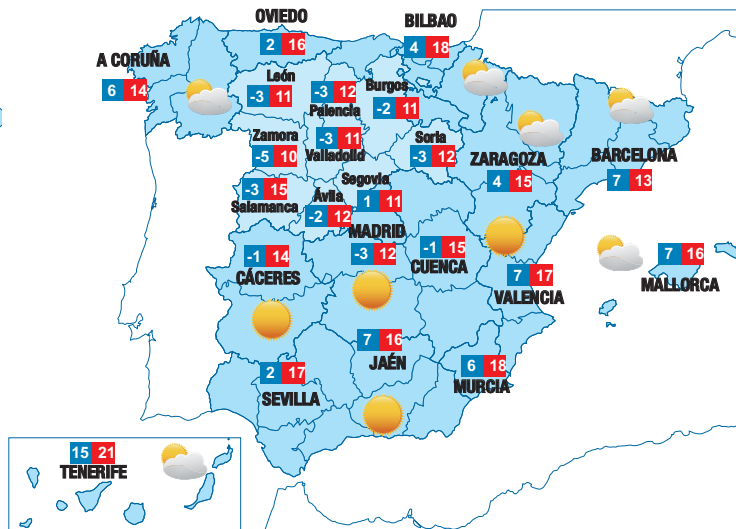 OVIEDO
2 16
BILBAO
4 18
A CORUÑA
6 14
León
-3 11
-3 12
Palencia
Burgos
-2 11
Zamora
-5 10
-3 11
Valladolid
Soria
-3 12
ZARAGOZA
4 15
BARCELONA
7 13
-3 15
Salamanca
Ávila
-2 12
Segovia
1 11
MADRID
-3 12
-1 15
CUENCA
-1 14
CÁCERES
7 17
VALENCIA
7 16
MALLORCA
7 16
JAÉN
6 18
MURCIA
2 17
SEVILLA
15 21
TENERIFE